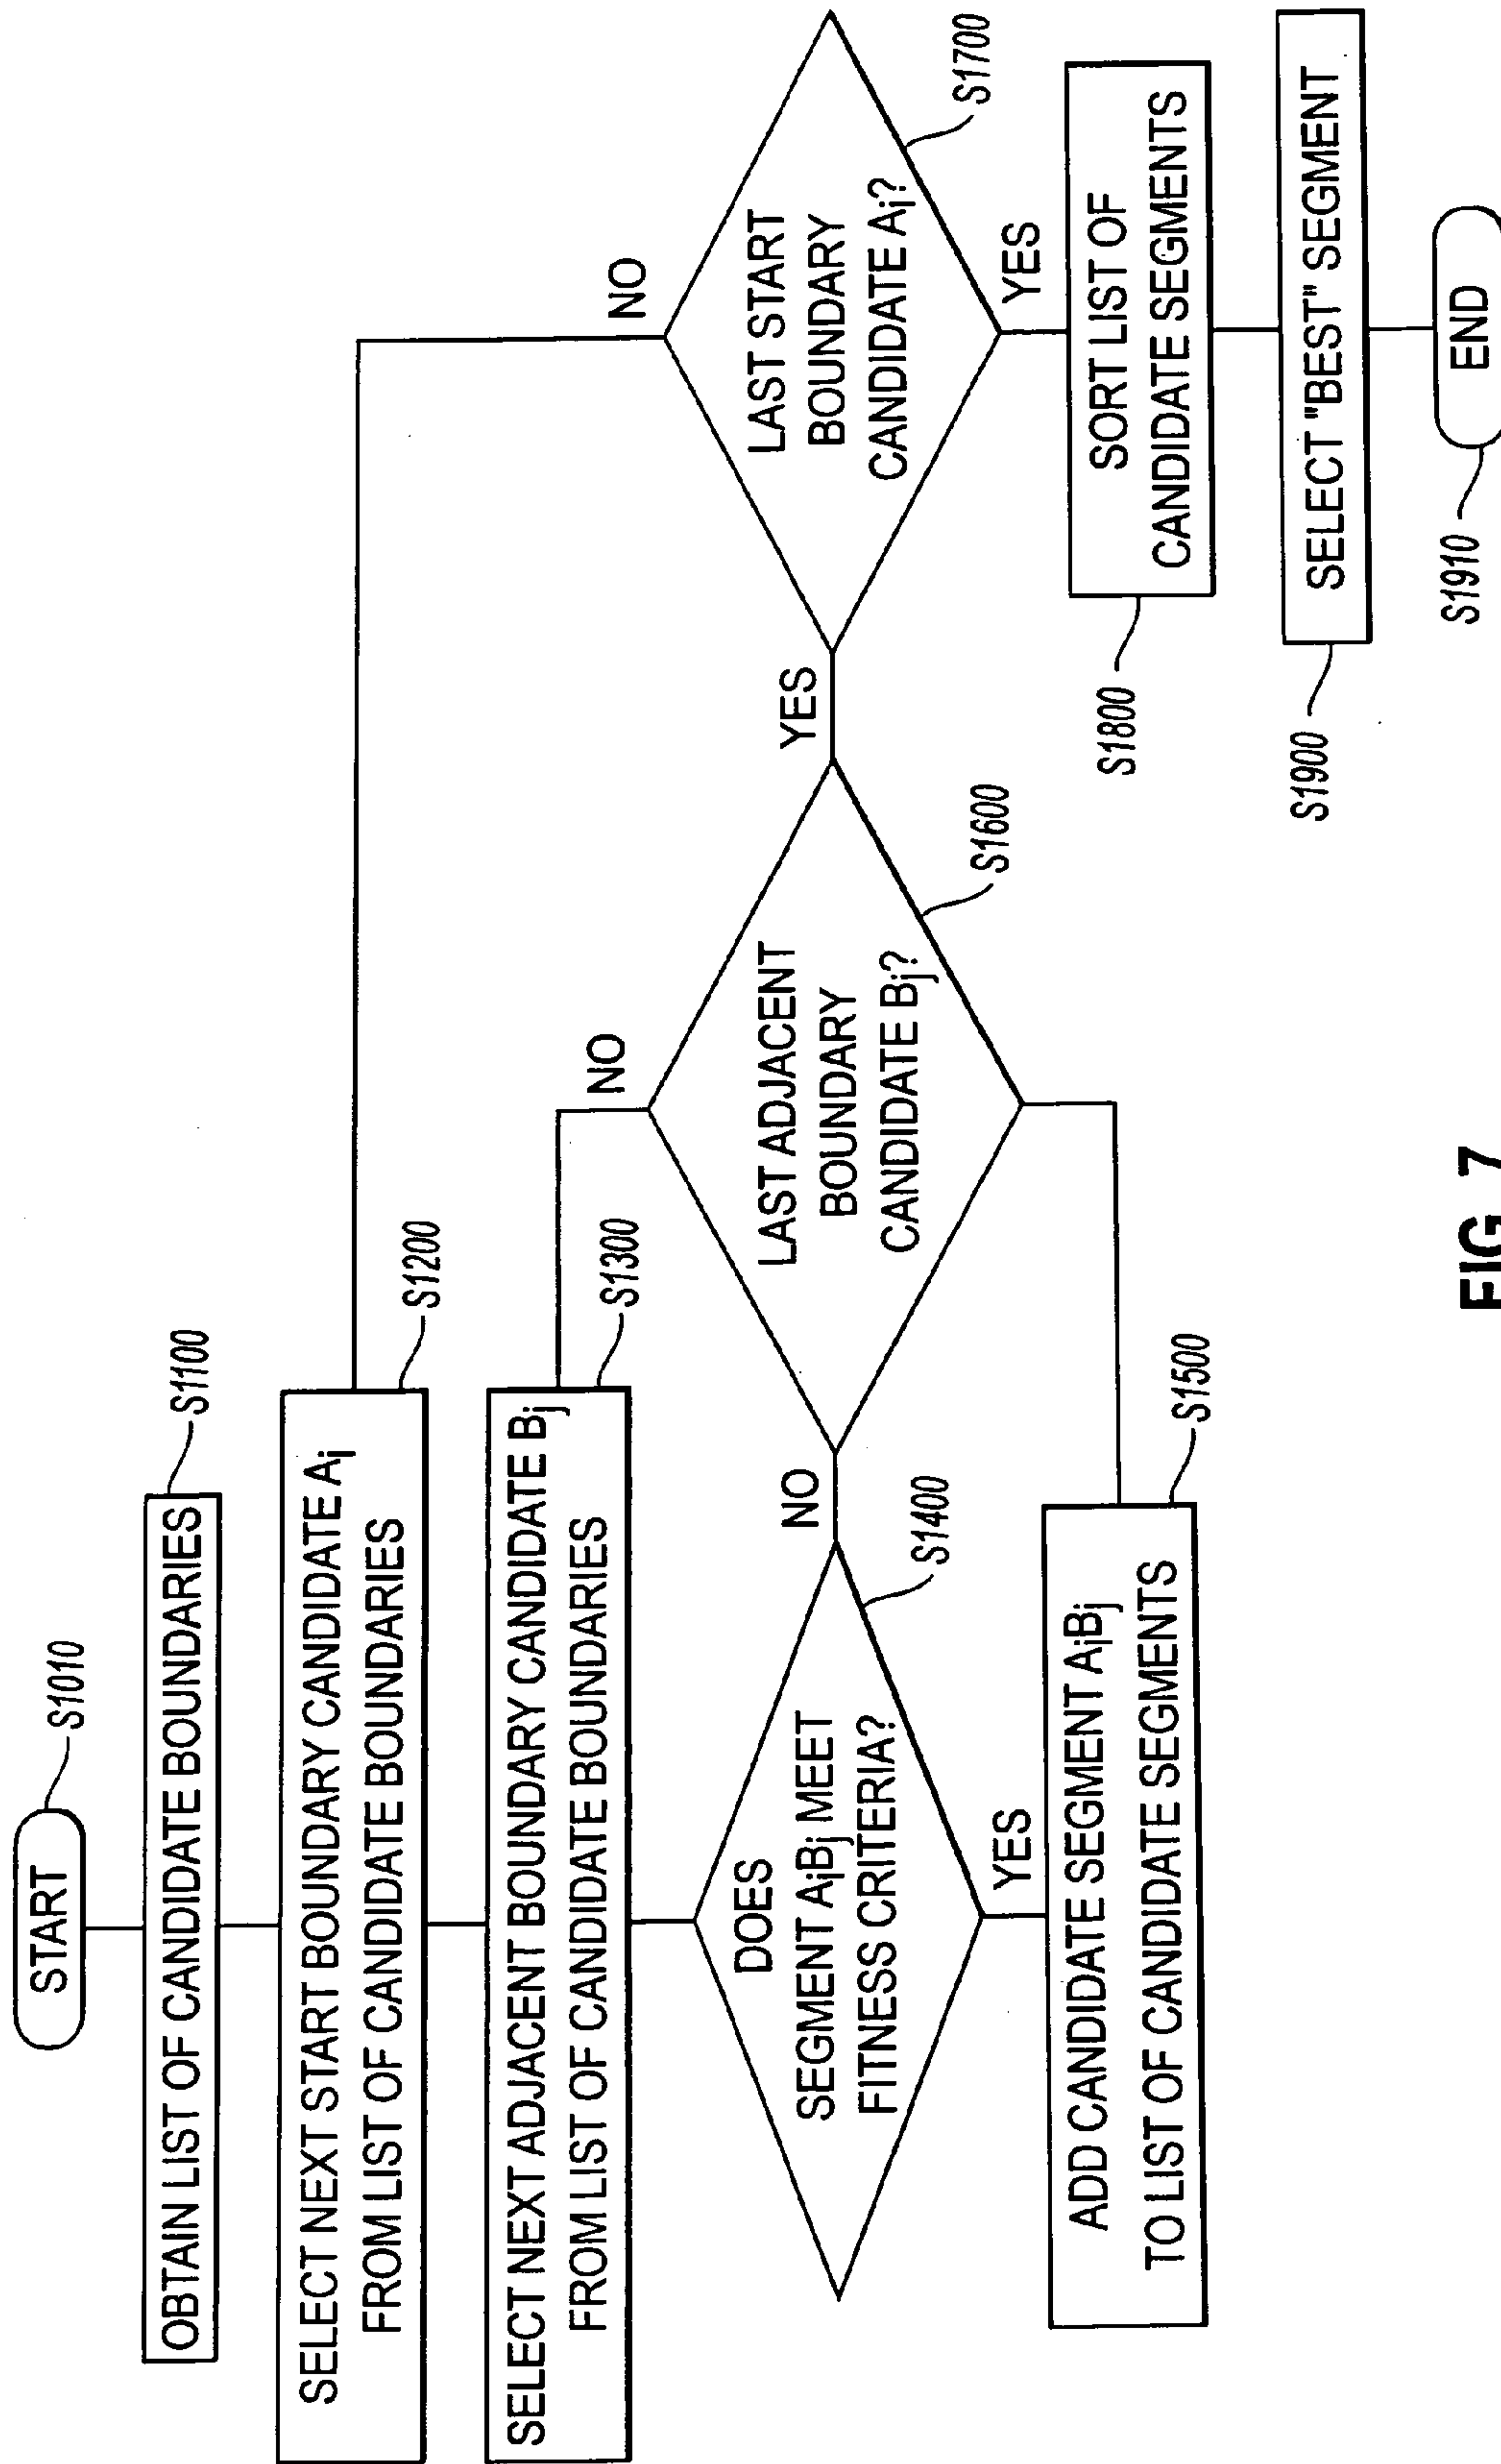 START
S1010
OBTAIN LIST OF CANDIDATE BOUNDARIES
S1100
SELECT NEXT START BOUNDARY CANDIDATE Ai
FROM LIST OF CANDIDATE BOUNDARIES
S1200
SELECT NEXT ADJACENT BOUNDARY CANDIDATE Bj
FROM LIST OF CANDIDATE BOUNDARIES
S1300
DOES
SEGMENT AiBj MEET
FITNESS CRITERIA?
S1400
NO
YES
ADD CANDIDATE SEGMENT AiBj
TO LIST OF CANDIDATE SEGMENTS
S1500
LAST ADJACENT
BOUNDARY
CANDIDATE Bj?
S1600
NO
YES
LAST START
BOUNDARY
CANDIDATE Ai?
S1700
NO
YES
SORT LIST OF
CANDIDATE SEGMENTS
S1800
SELECT "BEST" SEGMENT
S1900
END
S1910
FIG. 7